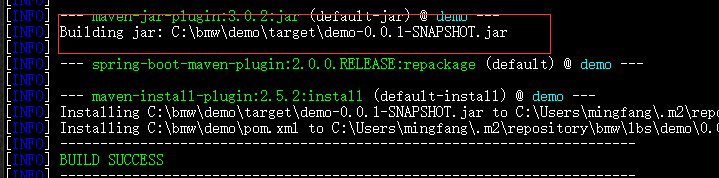 [INFO] --- maven-jar-plugin:3.0.2:jar (default-jar) @ demo ---
[INFO] Building jar: C:\bmw\demo\target\demo-0.0.1-SNAPSHOT.jar
[INFO]
[INFO] --- spring-boot-maven-plugin:2.0.0.RELEASE:repackage (default) @ demo ---
[INFO]
[INFO] --- maven-install-plugin:2.5.2:install (default-install) @ demo ---
[INFO] Installing C:\bmw\demo\target\demo-0.0.1-SNAPSHOT.jar to C:\Users\mingfang\.m2\repo
[INFO] Installing C:\bmw\demo\pom.xml to C:\Users\mingfang\.m2\repository\bmw\lbs\demo\0.0
[INFO] ------------------------------------------------------------------------
[INFO] BUILD SUCCESS
[INFO] ------------------------------------------------------------------------